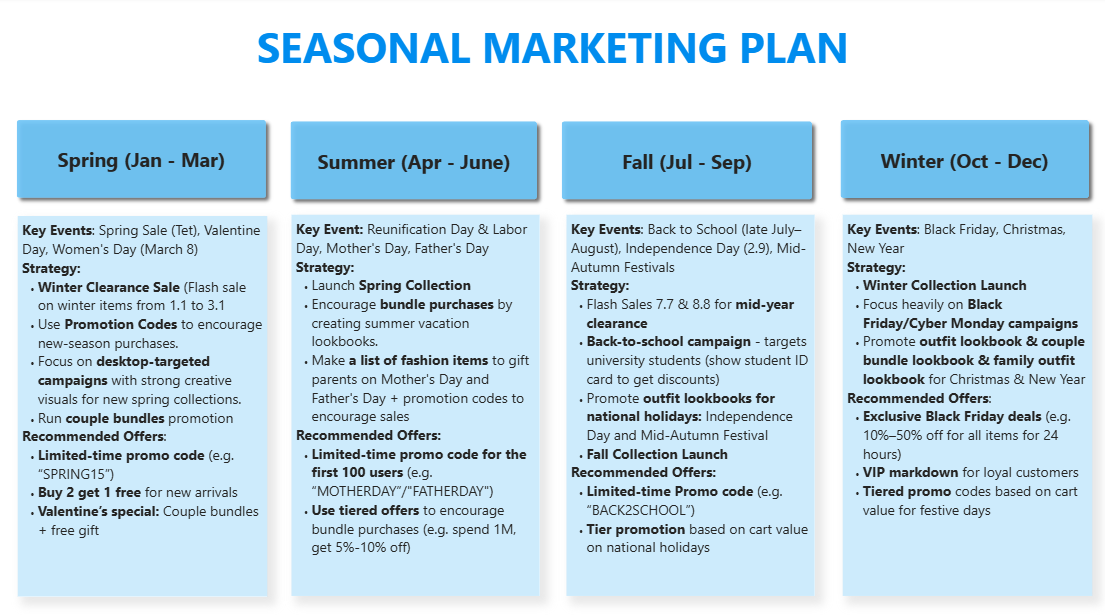 SEASONAL MARKETING PLAN
Spring (Jan - Mar)
Key Events: Spring Sale (Tet), Valentine
Day, Women's Day (March 8)
Strategy:
• Winter Clearance Sale (Flash sale
on winter items from 1.1 to 3.1
• Use Promotion Codes to encourage
new-season purchases.
• Focus on desktop-targeted
campaigns with strong creative
visuals for new spring collections.
• Run couple bundles promotion
Recommended Offers:
• Limited-time promo code (e.g.
“SPRING15”)
• Buy 2 get 1 free for new arrivals
• Valentine’s special: Couple bundles
+ free gift
Summer (Apr - June)
Key Event: Reunification Day & Labor
Day, Mother's Day, Father's Day
Strategy:
• Launch Spring Collection
• Encourage bundle purchases by
creating summer vacation
lookbooks.
• Make a list of fashion items to gift
parents on Mother's Day and
Father's Day + promotion codes to
encourage sales
Recommended Offers:
• Limited-time promo code for the
first 100 users (e.g.
“MOTHERDAY”/"FATHERDAY")
• Use tiered offers to encourage
bundle purchases (e.g. spend 1M,
get 5%-10% off)
Fall (Jul - Sep)
Key Events: Back to School (late July–
August), Independence Day (2.9), Mid-
Autumn Festivals
Strategy:
• Flash Sales 7.7 & 8.8 for mid-year
clearance
• Back-to-school campaign - targets
university students (show student ID
card to get discounts)
• Promote outfit lookbooks for
national holidays: Independence
Day and Mid-Autumn Festival
• Fall Collection Launch
Recommended Offers:
• Limited-time Promo code (e.g.
“BACK2SCHOOL”)
• Tier promotion based on cart value
on national holidays
Winter (Oct - Dec)
Key Events: Black Friday, Christmas,
New Year
Strategy:
• Winter Collection Launch
• Focus heavily on Black
Friday/Cyber Monday campaigns
• Promote outfit lookbook & couple
bundle lookbook & family outfit
lookbook for Christmas & New Year
Recommended Offers:
• Exclusive Black Friday deals (e.g.
10%–50% off for all items for 24
hours)
• VIP markdown for loyal customers
• Tiered promo codes based on cart
value for festive days